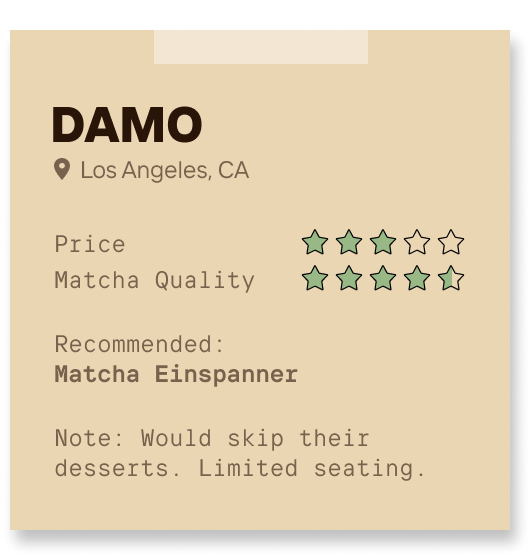 DAMO
Los Angeles, CA
Price
Matcha Quality
Recommended:
Matcha Einspanner
Note: Would skip their
desserts. Limited seating.